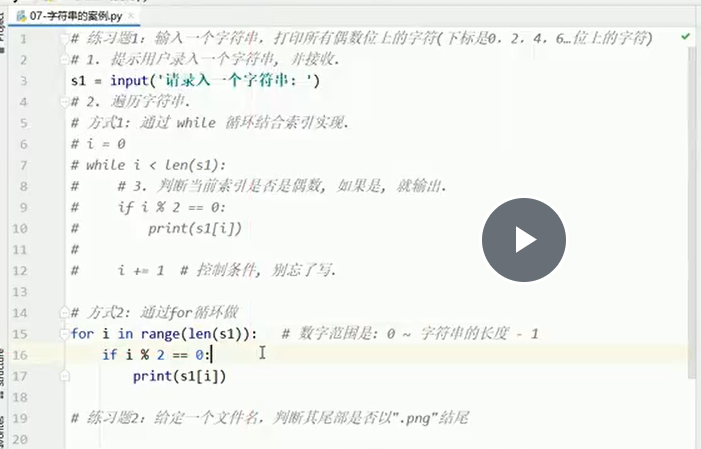 07-字符串的案例.py
1 # 练习题1: 输入一个字符串. 打印所有偶数位上的字符(下标是0. 2. 4. 6…位上的字符)
2 # 1. 提示用户录入一个字符串, 并接收.
3 s1 = input('请录入一个字符串: ')
4 # 2. 遍历字符串.
5 # 方式1: 通过 while 循环结合索引实现.
6 # i = 0
7 # while i < len(s1):
8 #     # 3. 判断当前索引是否是偶数, 如果是, 就输出.
9 #     if i % 2 == 0:
10 #         print(s1[i])
11 #
12 #     i += 1  # 控制条件, 别忘了写.
13
14 # 方式2: 通过for循环做
15 for i in range(len(s1)):   # 数字范围是: 0 ~ 字符串的长度 - 1
16     if i % 2 == 0:
17         print(s1[i])
18
19 # 练习题2: 给定一个文件名, 判断其尾部是否以".png"结尾
20